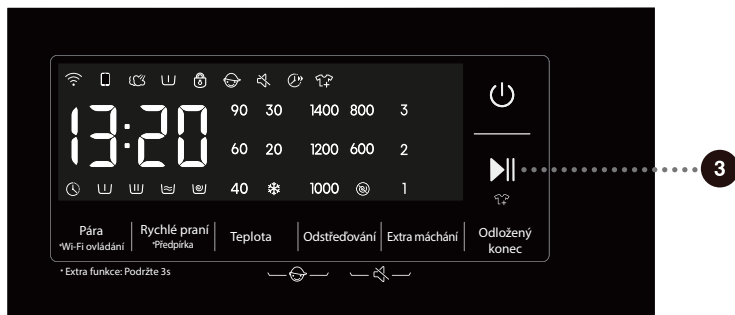 13:20
90 30 1400 800 3
60 20 1200 600 2
40 1000 1
3
Pára
*Wi-Fi ovládání
Rychlé praní
*Předpírka
Teplota
Odstřeďování
Extra máchání
Odložený
konec
* Extra funkce: Podržte 3s